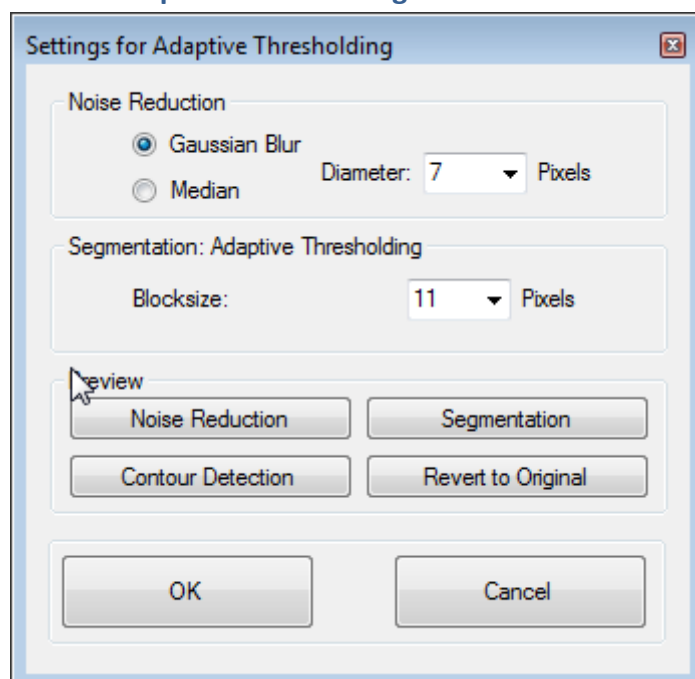 Settings for Adaptive Thresholding
Noise Reduction
Gaussian Blur
Median
Diameter: 7 Pixels
Segmentation: Adaptive Thresholding
Blocksize: 11 Pixels
Preview
Noise Reduction Segmentation
Contour Detection Revert to Original
OK Cancel